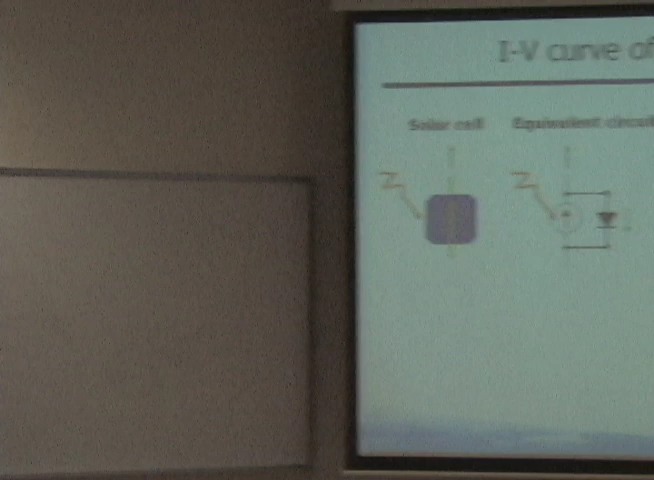 I-V curve of
Solar cell
Equivalent circuit